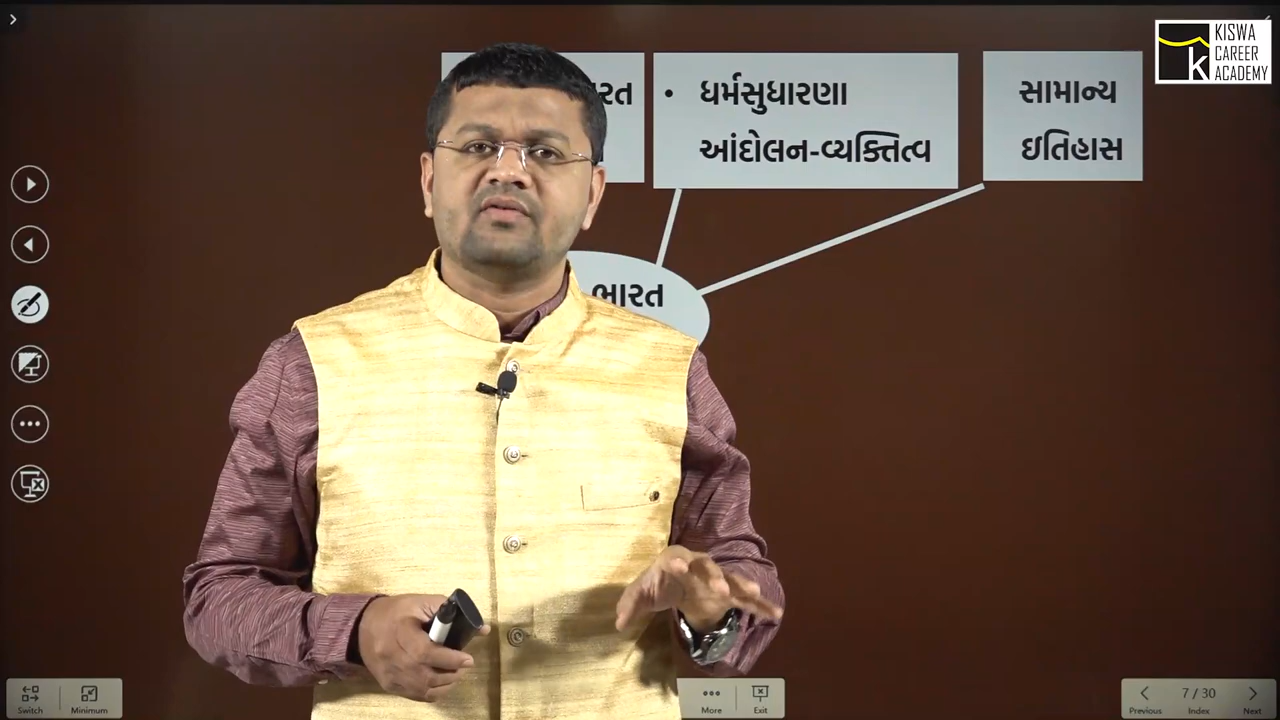 KISWA
CAREER
ACADEMY
ધર્મસુધારણા
આંદોલન-વ્યક્તિત્વ
સામાન્ય
ઇતિહાસ
ભારત
Switch
Minimum
More
Exit
Previous
7 / 30
Index
Next